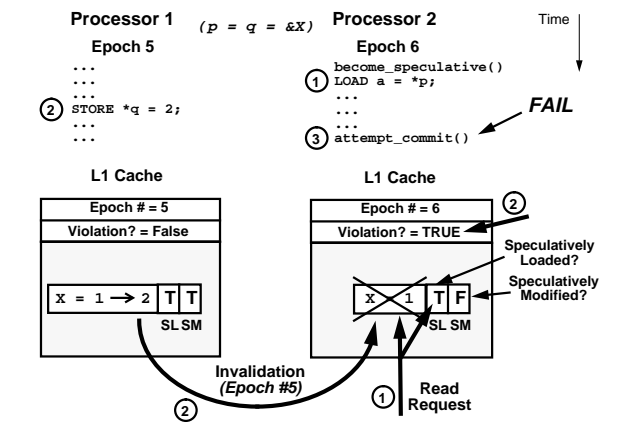 Processor 1
(p = q = &X)
Processor 2
Time
Epoch 5
Epoch 6
...
...
...
② STORE *q = 2;
...
...
become_speculative()
① LOAD a = *p;
...
...
...
③ attempt_commit()
FAIL
L1 Cache
L1 Cache
Epoch # = 5
Violation? = False
X = 1 → 2 T T
SL SM
Epoch # = 6
Violation? = TRUE
②
Speculatively
Loaded?
Speculatively
Modified?
X = 1 T F
SL SM
Invalidation
(Epoch #5)
②
①
Read
Request